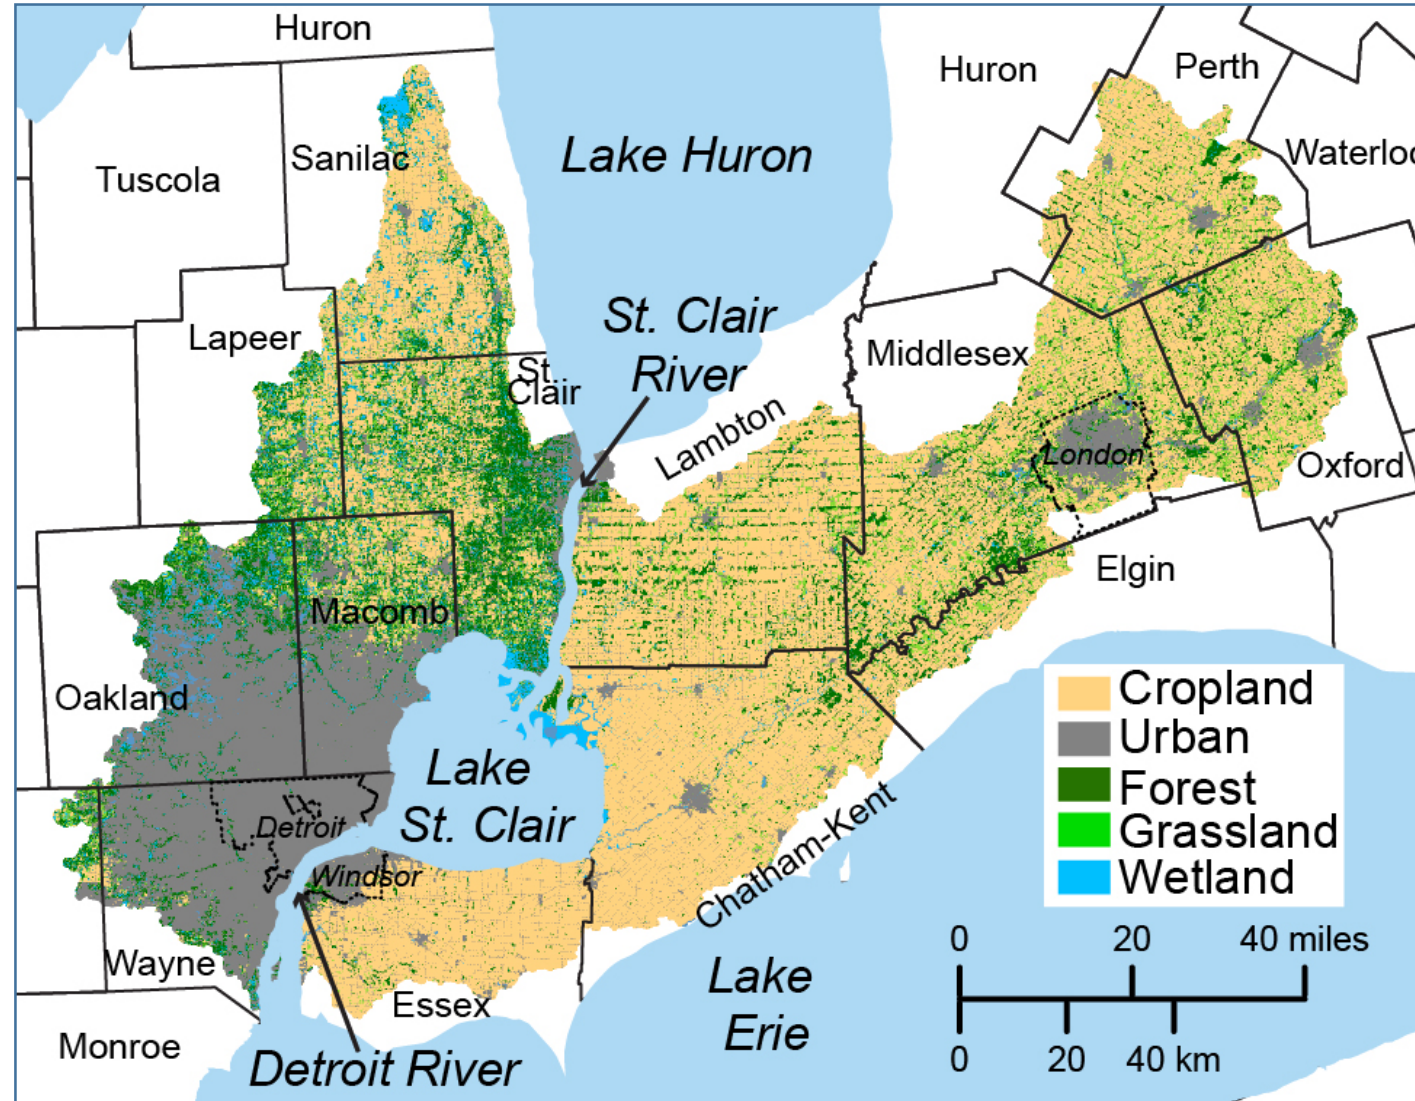 Huron
Huron
Perth
Sanilac
Lake Huron
Waterloo
Tuscola
St. Clair
River
Lapeer
Middlesex
St.
Clair
Lambton
London
Oxford
Elgin
Macomb
Oakland
Cropland
Urban
Forest
Grassland
Wetland
Lake
St. Clair
Detroit
Windsor
Chatham-Kent
0 20 40 miles
0 20 40 km
Wayne
Essex
Lake
Erie
Monroe
Detroit River